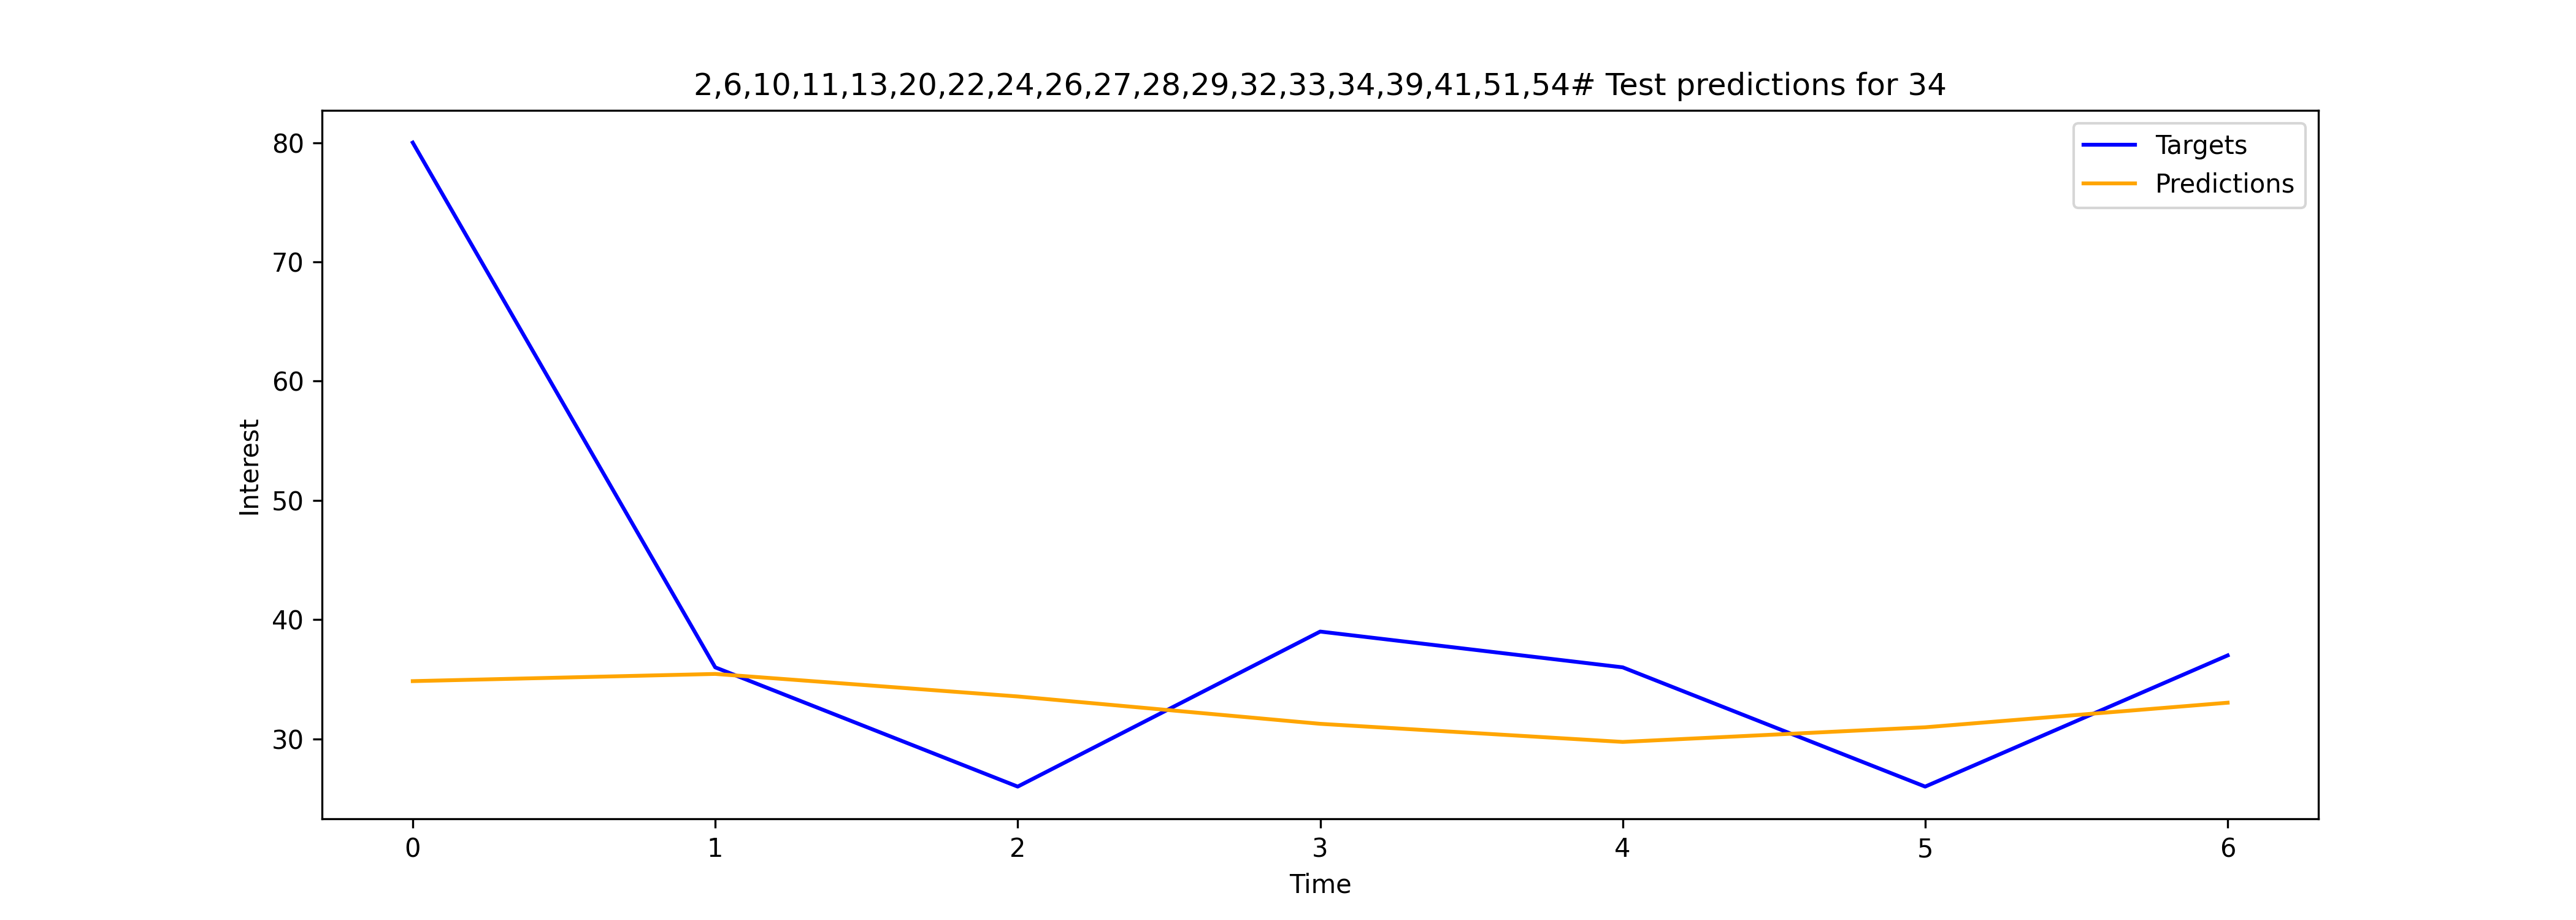 2,6,10,11,13,20,22,24,26,27,28,29,32,33,34,39,41,51,54# Test predictions for 34
Targets
Predictions
80
70
60
50
40
30
Interest
0 1 2 3 4 5 6
Time